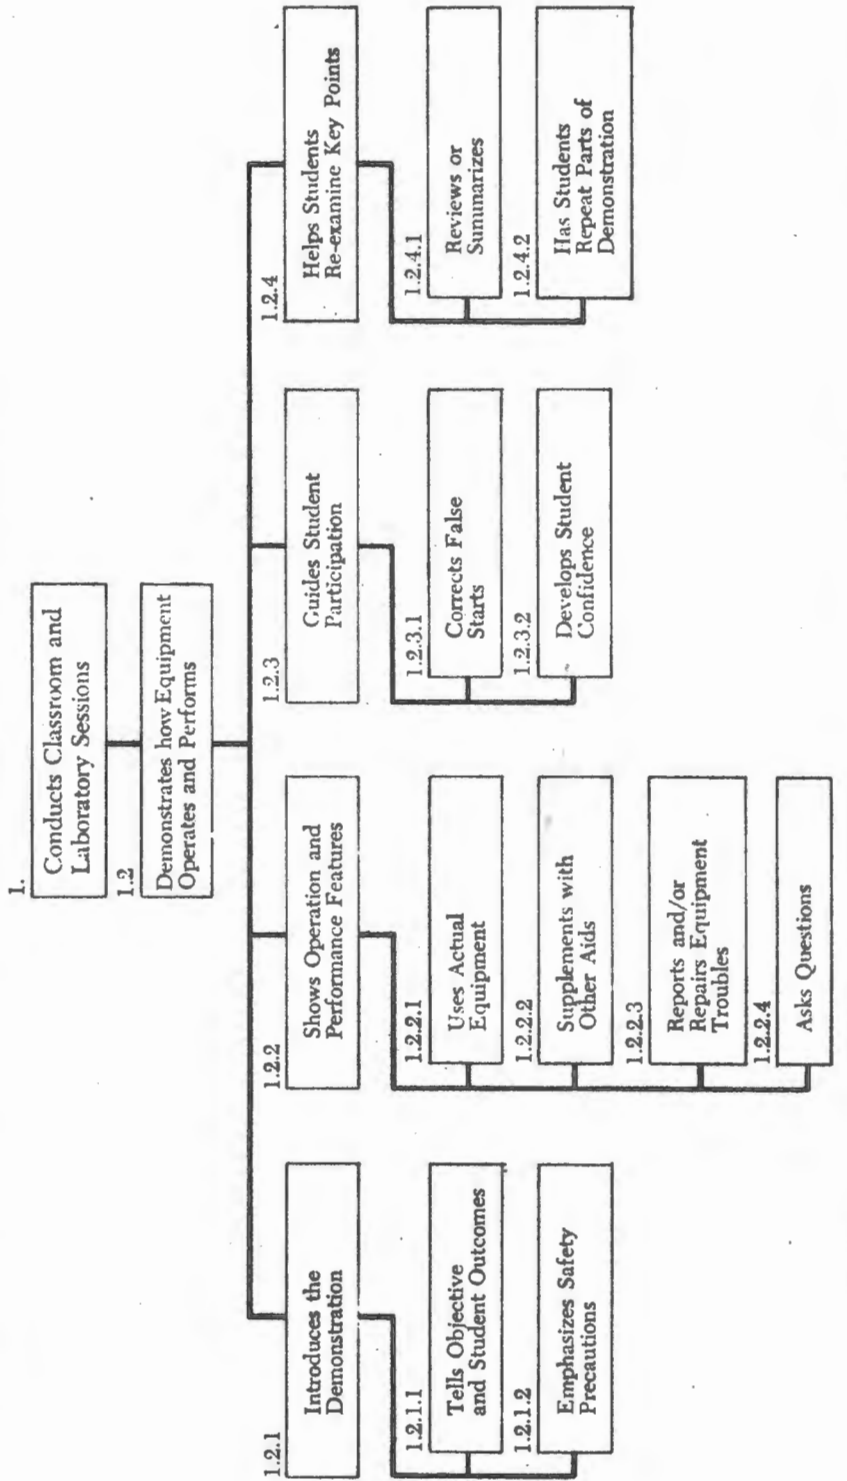 1.
Conducts Classroom and
Laboratory Sessions
1.2
Demonstrates how Equipment
Operates and Performs
1.2.1
Introduces the
Demonstration
1.2.1.1
Tells Objective
and Student Outcomes
1.2.1.2
Emphasizes Safety
Precautions
1.2.2
Shows Operation and
Performance Features
1.2.2.1
Uses Actual
Equipment
1.2.2.2
Supplements with
Other Aids
1.2.2.3
Reports and/or
Repairs Equipment
Troubles
1.2.2.4
Asks Questions
1.2.3
Guides Student
Participation
1.2.3.1
Corrects False
Starts
1.2.3.2
Develops Student
Confidence
1.2.4
Helps Students
Re-examine Key Points
1.2.4.1
Reviews or
Summarizes
1.2.4.2
Has Students
Repeat Parts of
Demonstration